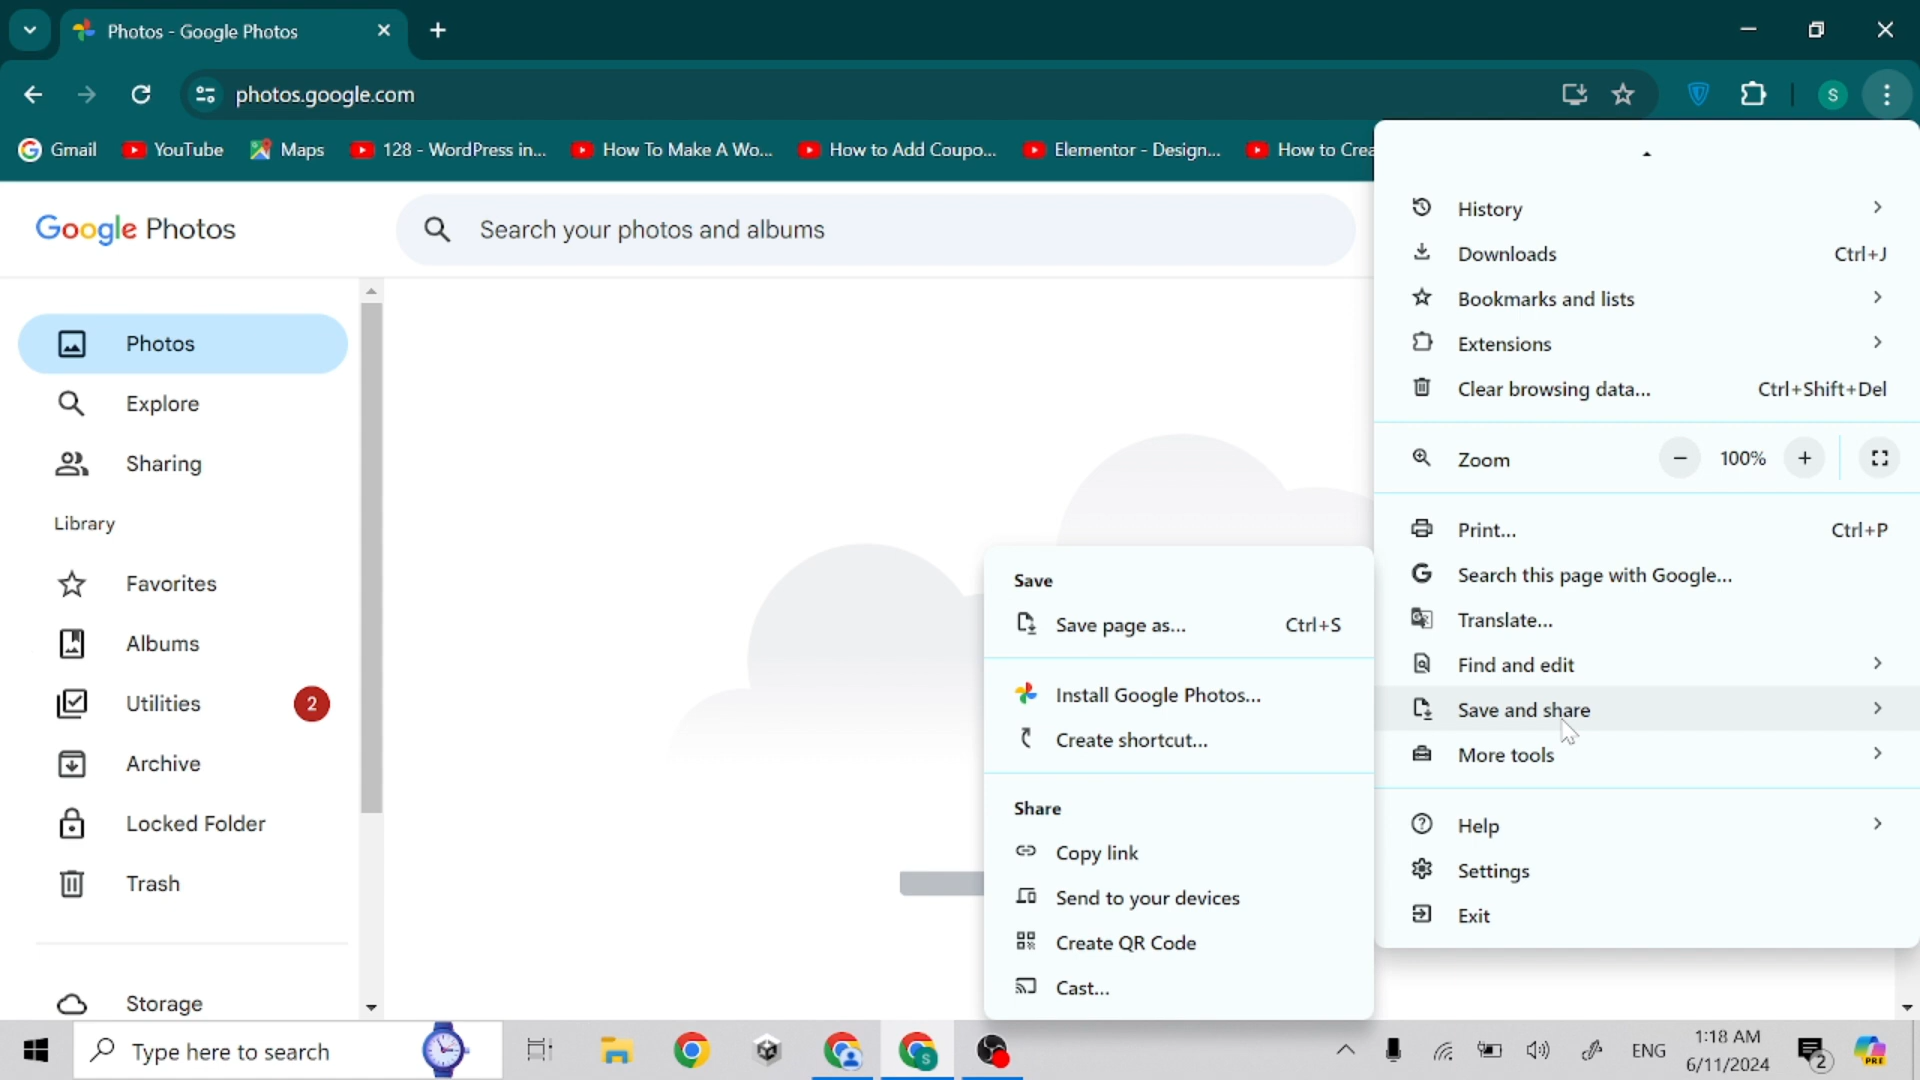 Photos - Google Photos
photos.google.com
S
Gmail
YouTube
Maps
128 - WordPress in...
How To Make A Wo...
How to Add Coupo...
Elementor - Design...
How to Crea
Google Photos
Search your photos and albums
Photos
Explore
Sharing
Library
Favorites
Albums
Utilities 2
Archive
Locked Folder
Trash
Storage
History
Downloads Ctrl+J
Bookmarks and lists
Extensions
Clear browsing data... Ctrl+Shift+Del
Zoom − 100% +
Print... Ctrl+P
Search this page with Google...
Translate...
Find and edit
Save and share
More tools
Help
Settings
Exit
Save
Save page as... Ctrl+S
Install Google Photos...
Create shortcut...
Share
Copy link
Send to your devices
Create QR Code
Cast...
Type here to search
S
ENG
1:18 AM
6/11/2024
2
PRE